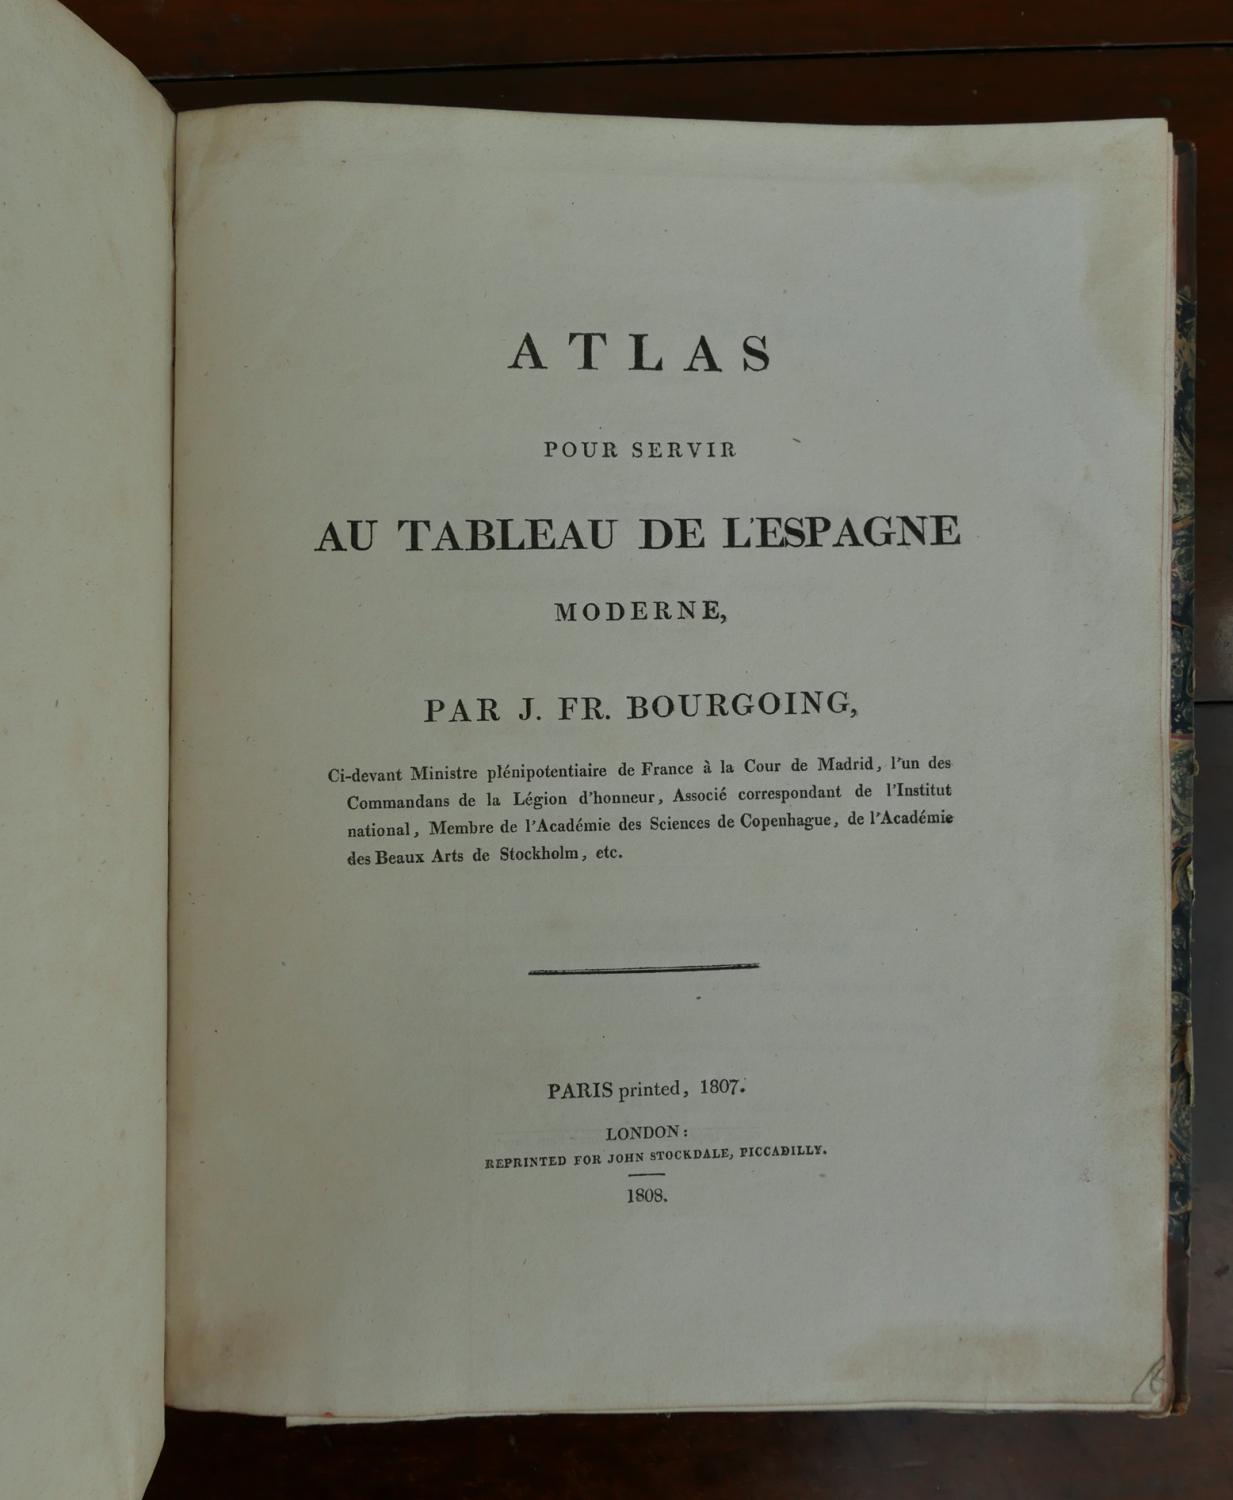 ATLAS
POUR SERVIR
AU TABLEAU DE L'ESPAGNE
MODERNE,
PAR J. FR. BOURGOING,
Ci-devant Ministre plénipotentiaire de France à la Cour de Madrid, l'un des
Commandans de la Légion d'honneur, Associé correspondant de l'Institut
national, Membre de l'Académie des Sciences de Copenhague, de l'Académie
des Beaux Arts de Stockholm, etc.
PARIS printed, 1807.
LONDON:
REPRINTED FOR JOHN STOCKDALE, PICCADILLY.
1808.